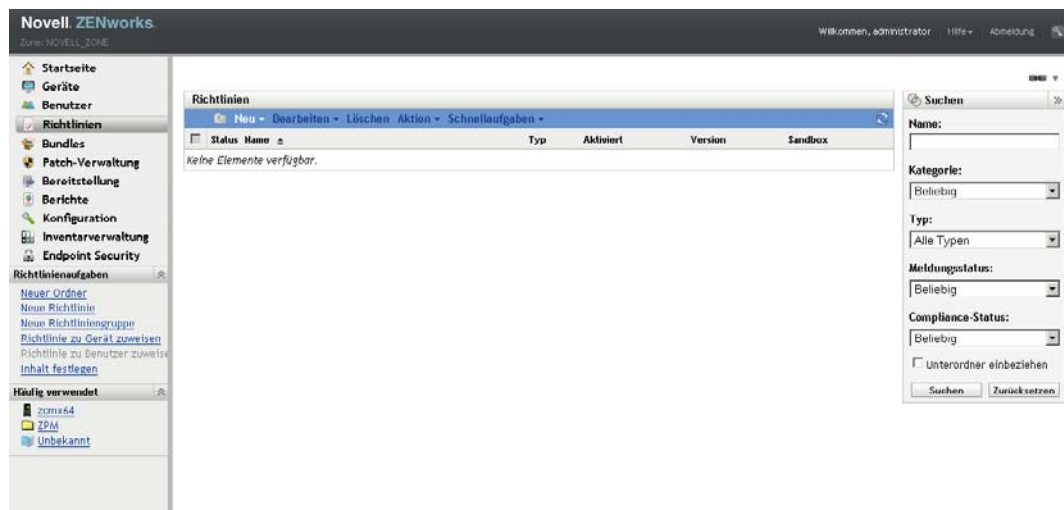 Novell. ZENworks.
Zone: NOVELL_ZONE
Willkommen, administrator Hilfe Abmeldung
Startseite
Geräte
Benutzer
Richtlinien
Bundles
Patch-Verwaltung
Bereitstellung
Berichte
Konfiguration
Inventarverwaltung
Endpoint Security
Richtlinienaufgaben
Neuer Ordner
Neue Richtlinie
Neue Richtliniengruppe
Richtlinie zu Gerät zuweisen
Richtlinie zu Benutzer zuweise
Inhalt festlegen
Häufig verwendet
zcmx64
ZPM
Unbekannt
Richtlinien
Neu Bearbeiten Löschen Aktion Schnellaufgaben
Status Name Typ Aktiviert Version Sandbox
Keine Elemente verfügbar.
Suchen
Name:
Kategorie:
Beliebig
Typ:
Alle Typen
Meldungsstatus:
Beliebig
Compliance-Status:
Beliebig
Unterordner einbeziehen
Suchen Zurücksetzen